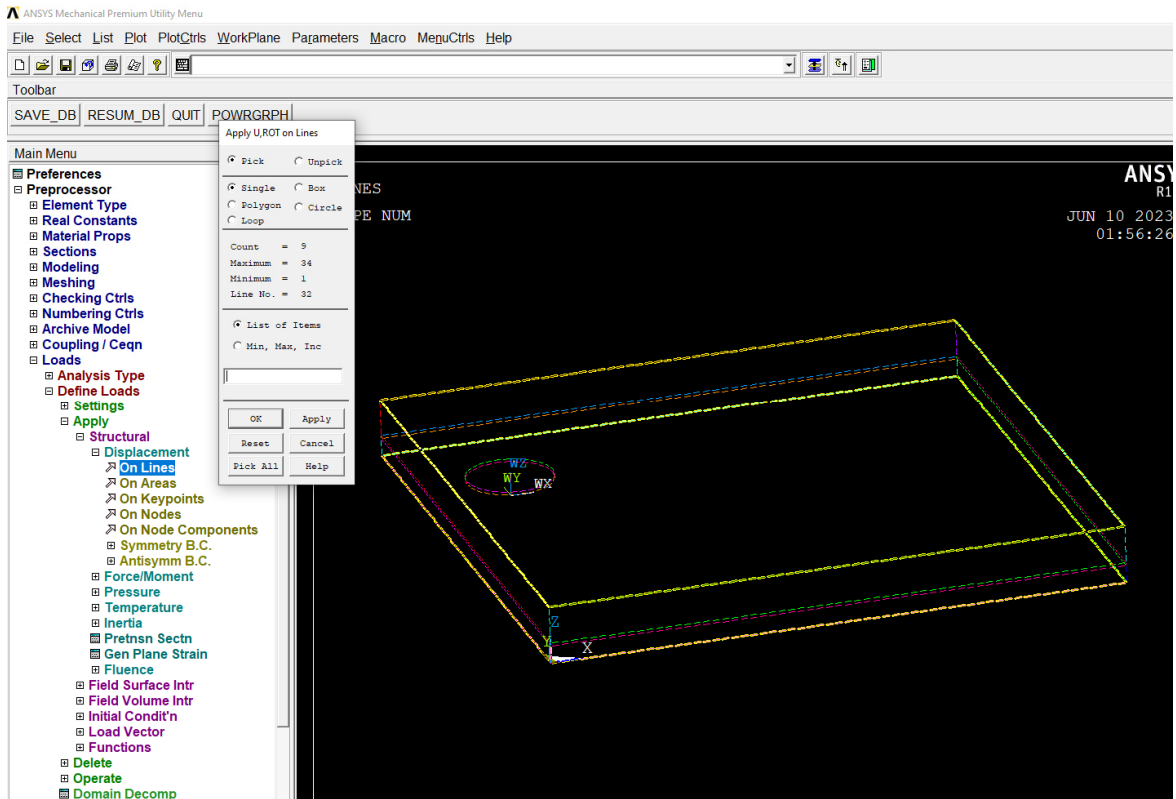 ANSYS Mechanical Premium Utility Menu
File Select List Plot PlotCtrls WorkPlane Parameters Macro MenuCtrls Help
Toolbar
SAVE_DB RESUM_DB QUIT POWRGRPH
Main Menu
Preferences
Preprocessor
Element Type
Real Constants
Material Props
Sections
Modeling
Meshing
Checking Ctrls
Numbering Ctrls
Archive Model
Coupling / Ceqn
Loads
Analysis Type
Define Loads
Settings
Apply
Structural
Displacement
On Lines
On Areas
On Keypoints
On Nodes
On Node Components
Symmetry B.C.
Antisymm B.C.
Force/Moment
Pressure
Temperature
Inertia
Pretnsn Sectn
Gen Plane Strain
Fluence
Field Surface Intr
Field Volume Intr
Initial Condit'n
Load Vector
Functions
Delete
Operate
Domain Decomp
Apply U,ROT on Lines
Pick Unpick
Single Box
Polygon Circle
Loop
Count = 9
Maximum = 34
Minimum = 1
Line No. = 32
List of Items
Min, Max, Inc
OK Apply
Reset Cancel
Pick All Help
NES
PE NUM
ANSY
R1
JUN 10 2023
01:56:26
WZ
WY WX
Z
Y X